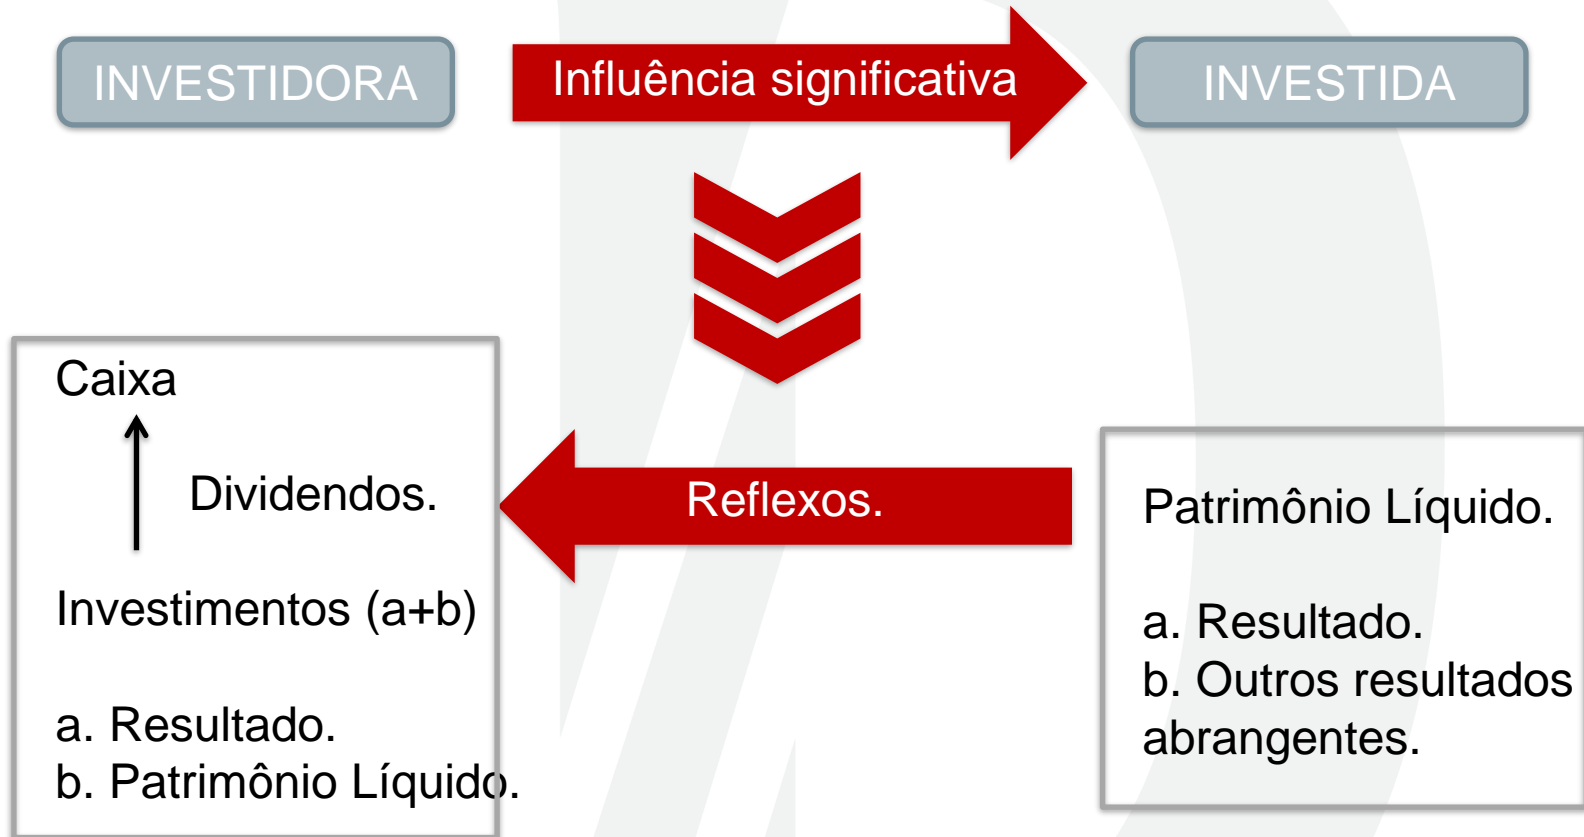 INVESTIDORA
Influência significativa
INVESTIDA
Caixa
Dividendos.
Investimentos (a+b)
a. Resultado.
b. Patrimônio Líquido.
Reflexos.
Patrimônio Líquido.
a. Resultado.
b. Outros resultados
abrangentes.